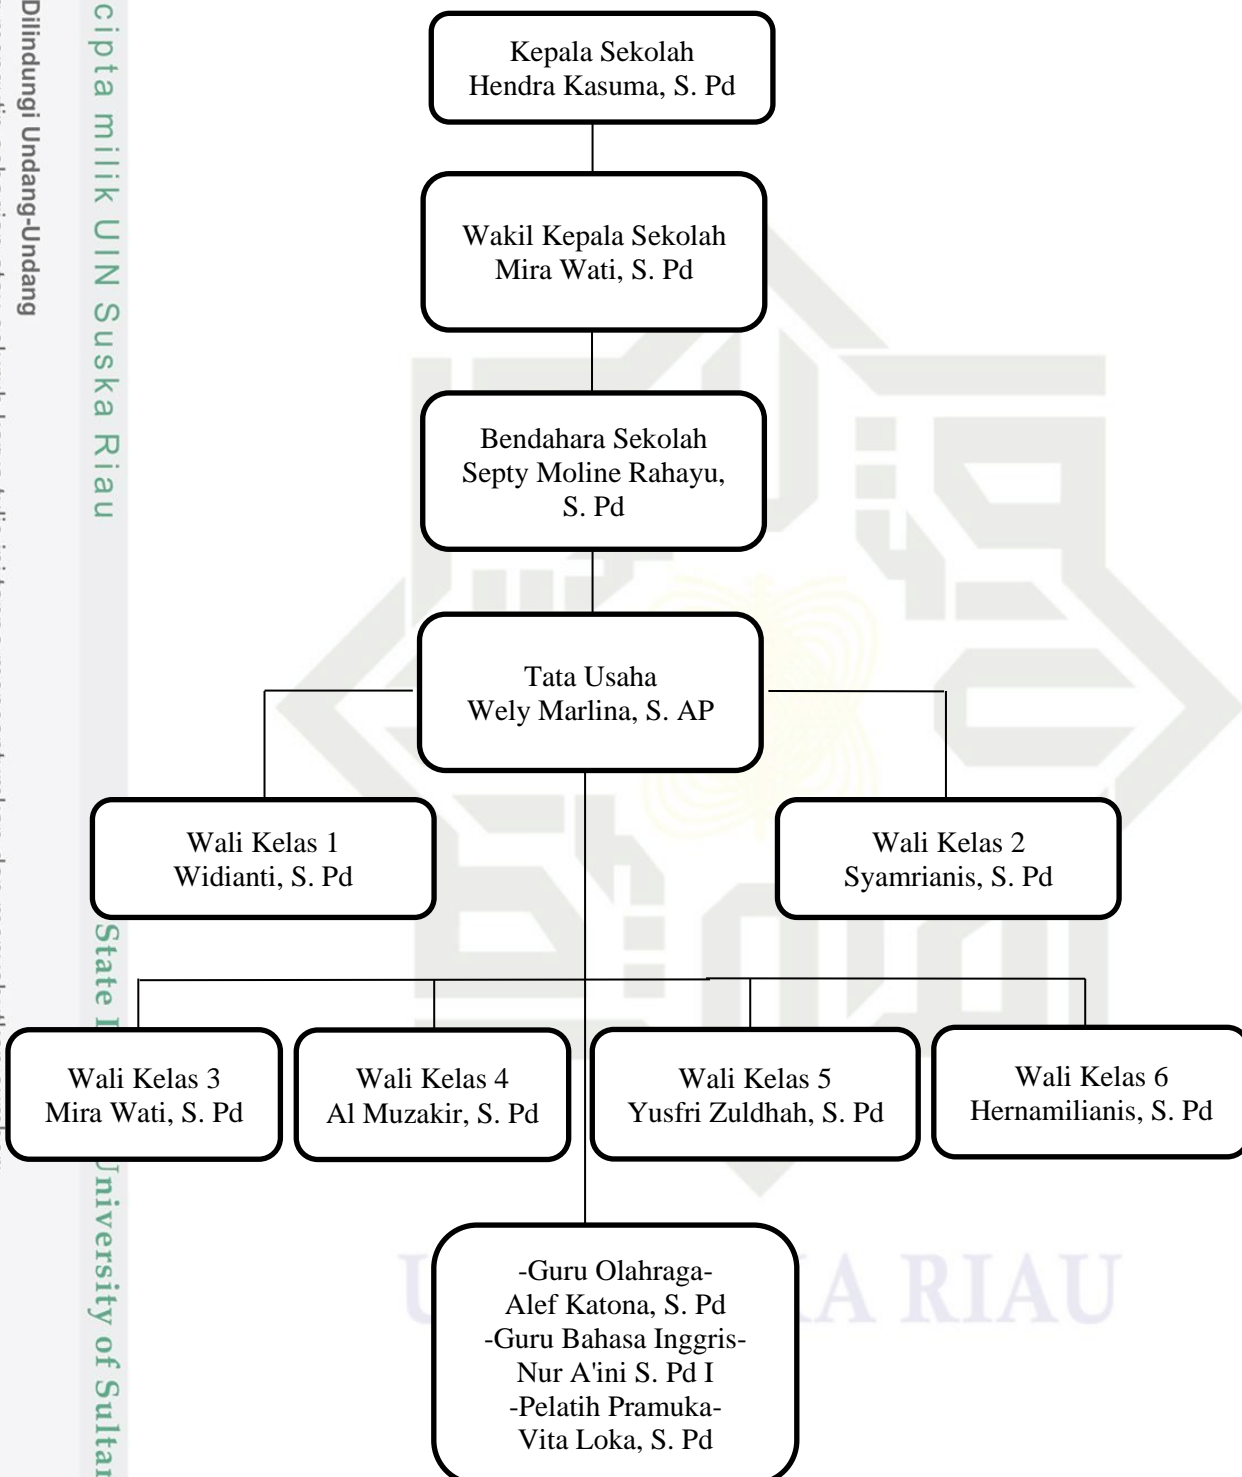 Dilindungi Undang-Undang
cipta milik UIN Suska Riau
Kepala Sekolah
Hendra Kasuma, S. Pd
Wakil Kepala Sekolah
Mira Wati, S. Pd
Bendahara Sekolah
Septy Moline Rahayu,
S. Pd
Tata Usaha
Wely Marlina, S. AP
Wali Kelas 1
Widianti, S. Pd
Wali Kelas 2
Syamrianis, S. Pd
Wali Kelas 3
Mira Wati, S. Pd
Wali Kelas 4
Al Muzakir, S. Pd
Wali Kelas 5
Yusfri Zuldhah, S. Pd
Wali Kelas 6
Hernamilianis, S. Pd
-Guru Olahraga-
Alef Katona, S. Pd
-Guru Bahasa Inggris-
Nur A'ini S. Pd I
-Pelatih Pramuka-
Vita Loka, S. Pd
State
University of Sultan
RIAU